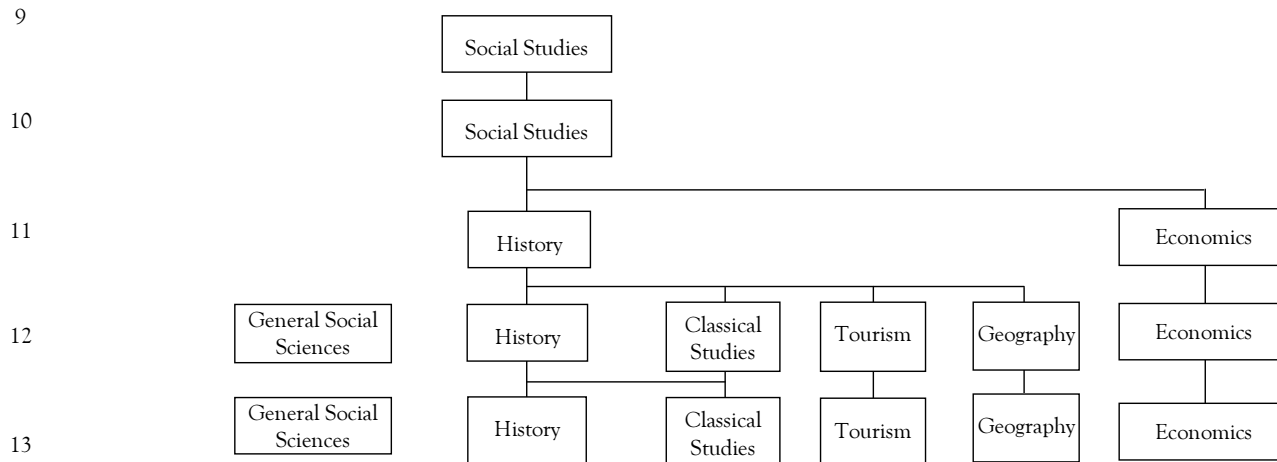 9
Social Studies
10
Social Studies
11
History
Economics
12
General Social
Sciences
History
Classical
Studies
Tourism
Geography
Economics
13
General Social
Sciences
History
Classical
Studies
Tourism
Geography
Economics